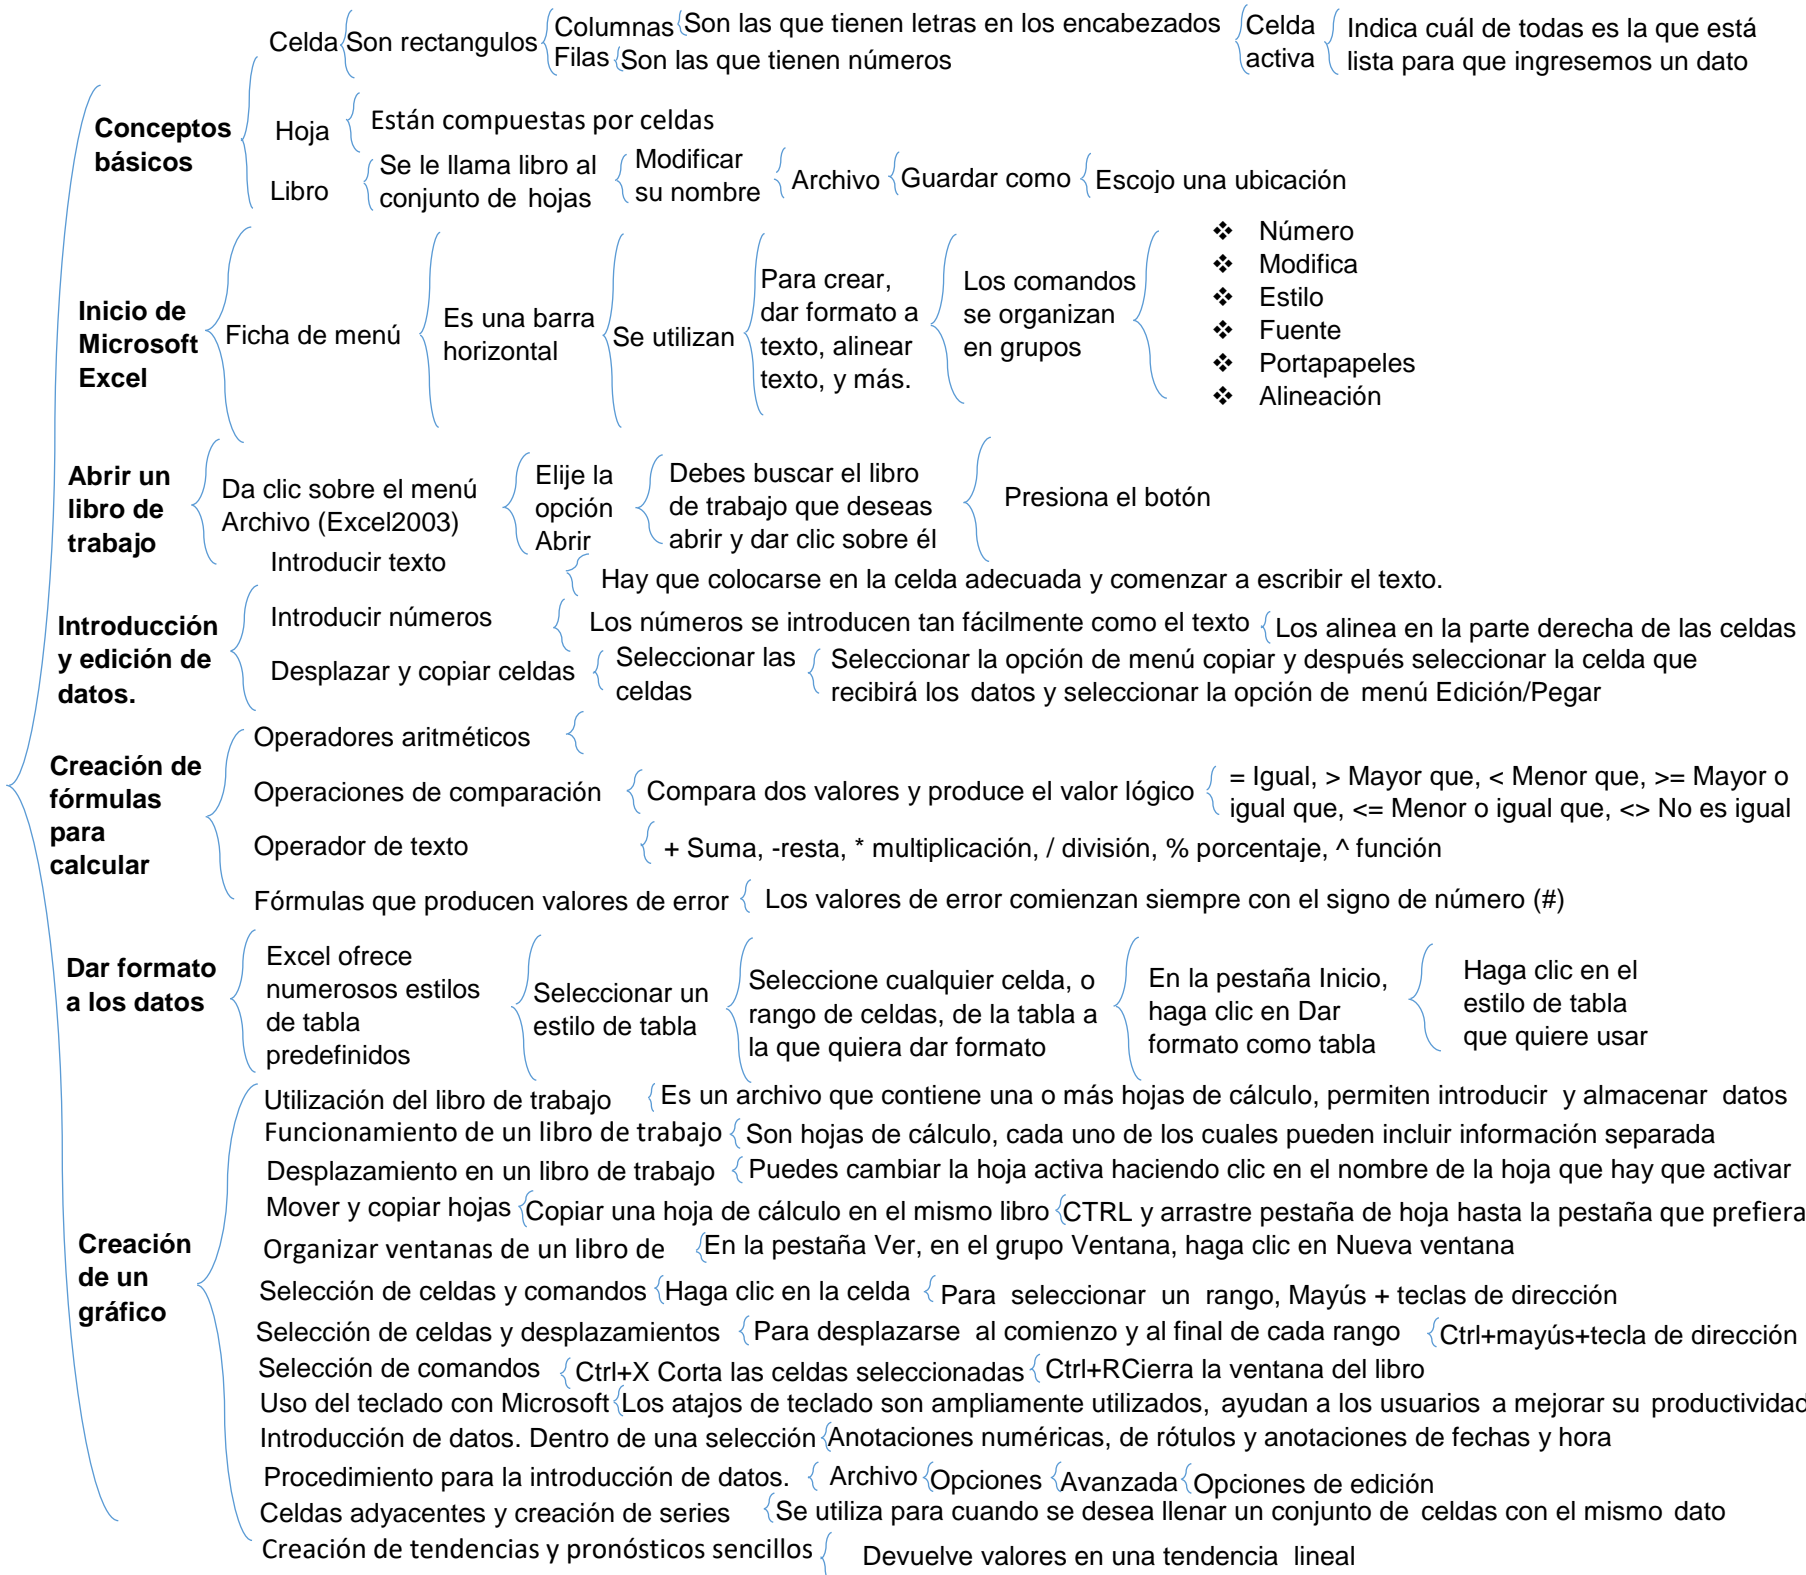 Celda Son rectangulos Columnas Son las que tienen letras en los encabezados
Filas Son las que tienen números
Celda
activa
Indica cuál de todas es la que está
lista para que ingresemos un dato
Conceptos
básicos
Hoja
Están compuestas por celdas
Libro
Se le llama libro al
conjunto de hojas
Modificar
su nombre
Archivo
Guardar como
Escojo una ubicación
Inicio de
Microsoft
Excel
Ficha de menú
Es una barra
horizontal
Se utilizan
Para crear,
dar formato a
texto, alinear
texto, y más.
Los comandos
se organizan
en grupos
❖ Número
❖ Modifica
❖ Estilo
❖ Fuente
❖ Portapapeles
❖ Alineación
Abrir un
libro de
trabajo
Da clic sobre el menú
Archivo (Excel2003)
Elije la
opción
Abrir
Debes buscar el libro
de trabajo que deseas
abrir y dar clic sobre él
Presiona el botón
Introducción
y edición de
datos.
Introducir texto
Hay que colocarse en la celda adecuada y comenzar a escribir el texto.
Introducir números
Los números se introducen tan fácilmente como el texto
Los alinea en la parte derecha de las celdas
Desplazar y copiar celdas
Seleccionar las
celdas
Seleccionar la opción de menú copiar y después seleccionar la celda que
recibirá los datos y seleccionar la opción de menú Edición/Pegar
Creación de
fórmulas
para
calcular
Operadores aritméticos
Operaciones de comparación
Compara dos valores y produce el valor lógico
= Igual, > Mayor que, < Menor que, >= Mayor o
igual que, <= Menor o igual que, <> No es igual
Operador de texto
+ Suma, -resta, * multiplicación, / división, % porcentaje, ^ función
Fórmulas que producen valores de error
Los valores de error comienzan siempre con el signo de número (#)
Dar formato
a los datos
Excel ofrece
numerosos estilos
de tabla
predefinidos
Seleccionar un
estilo de tabla
Seleccione cualquier celda, o
rango de celdas, de la tabla a
la que quiera dar formato
En la pestaña Inicio,
haga clic en Dar
formato como tabla
Haga clic en el
estilo de tabla
que quiere usar
Creación
de un
gráfico
Utilización del libro de trabajo
Es un archivo que contiene una o más hojas de cálculo, permiten introducir y almacenar datos
Funcionamiento de un libro de trabajo
Son hojas de cálculo, cada uno de los cuales pueden incluir información separada
Desplazamiento en un libro de trabajo
Puedes cambiar la hoja activa haciendo clic en el nombre de la hoja que hay que activar
Mover y copiar hojas
Copiar una hoja de cálculo en el mismo libro
CTRL y arrastre pestaña de hoja hasta la pestaña que prefiera
Organizar ventanas de un libro de
En la pestaña Ver, en el grupo Ventana, haga clic en Nueva ventana
Selección de celdas y comandos
Haga clic en la celda
Para seleccionar un rango, Mayús + teclas de dirección
Selección de celdas y desplazamientos
Para desplazarse al comienzo y al final de cada rango
Ctrl+mayús+tecla de dirección
Selección de comandos
Ctrl+X Corta las celdas seleccionadas
Ctrl+RCierra la ventana del libro
Uso del teclado con Microsoft
Los atajos de teclado son ampliamente utilizados, ayudan a los usuarios a mejorar su productividad
Introducción de datos. Dentro de una selección
Anotaciones numéricas, de rótulos y anotaciones de fechas y hora
Procedimiento para la introducción de datos.
Archivo
Opciones
Avanzada
Opciones de edición
Celdas adyacentes y creación de series
Se utiliza para cuando se desea llenar un conjunto de celdas con el mismo dato
Creación de tendencias y pronósticos sencillos
Devuelve valores en una tendencia lineal